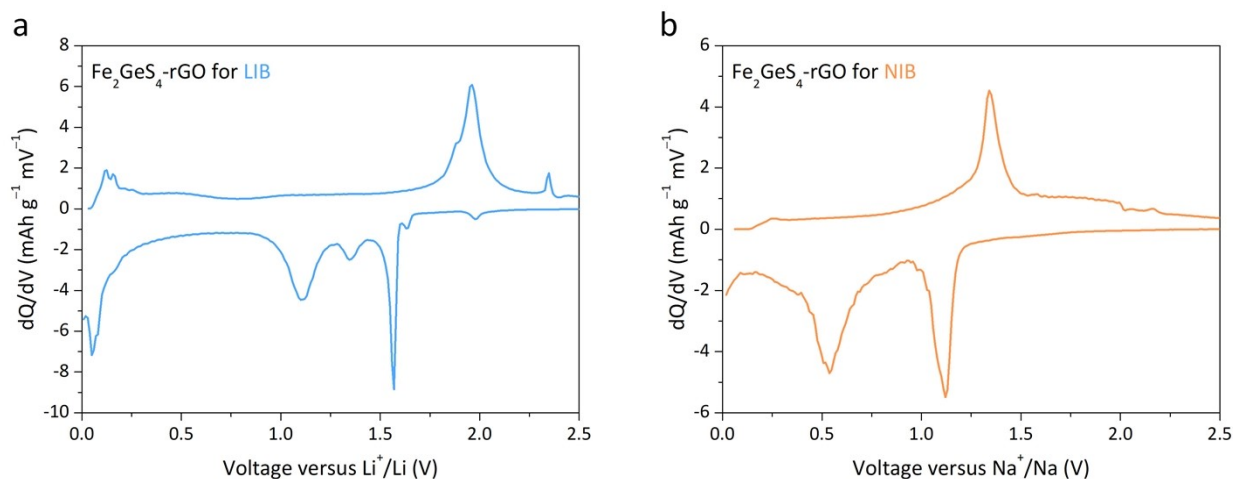 a
Fe₂GeS₄-rGO for LIB
dQ/dV (mAh g⁻¹ mV⁻¹)
8
6
4
2
0
-2
-4
-6
-8
-10
0.0 0.5 1.0 1.5 2.0 2.5
Voltage versus Li⁺/Li (V)
b
Fe₂GeS₄-rGO for NIB
dQ/dV (mAh g⁻¹ mV⁻¹)
6
4
2
0
-2
-4
-6
0.0 0.5 1.0 1.5 2.0 2.5
Voltage versus Na⁺/Na (V)